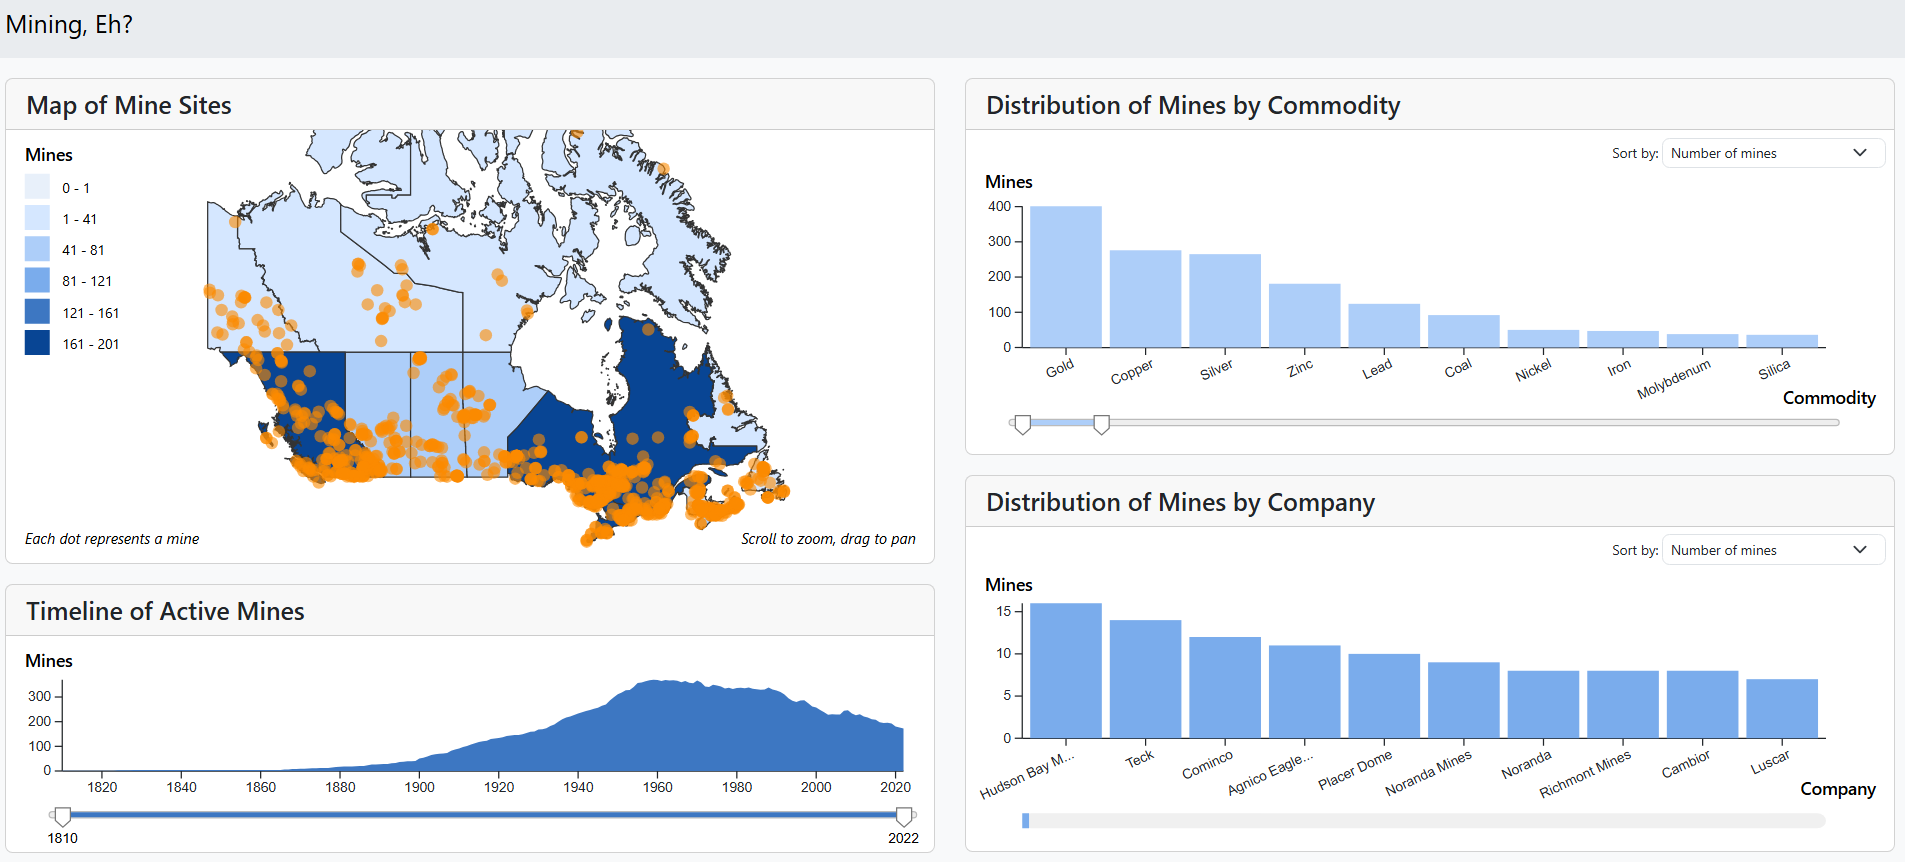 Mining, Eh?
Map of Mine Sites
Mines
0 - 1
1 - 41
41 - 81
81 - 121
121 - 161
161 - 201
Each dot represents a mine
Scroll to zoom, drag to pan
Timeline of Active Mines
Mines
300
200
100
0
1820 1840 1860 1880 1900 1920 1940 1960 1980 2000 2020
1810 2022
Distribution of Mines by Commodity
Sort by: Number of mines
Mines
400
300
200
100
0
Gold Copper Silver Zinc Lead Coal Nickel Iron Molybdenum Silica
Commodity
Distribution of Mines by Company
Sort by: Number of mines
Mines
15
10
5
0
Hudson Bay M... Teck Cominco Agnico Eagle... Placer Dome Noranda Mines Noranda Richmont Mines Cambior Luscar
Company